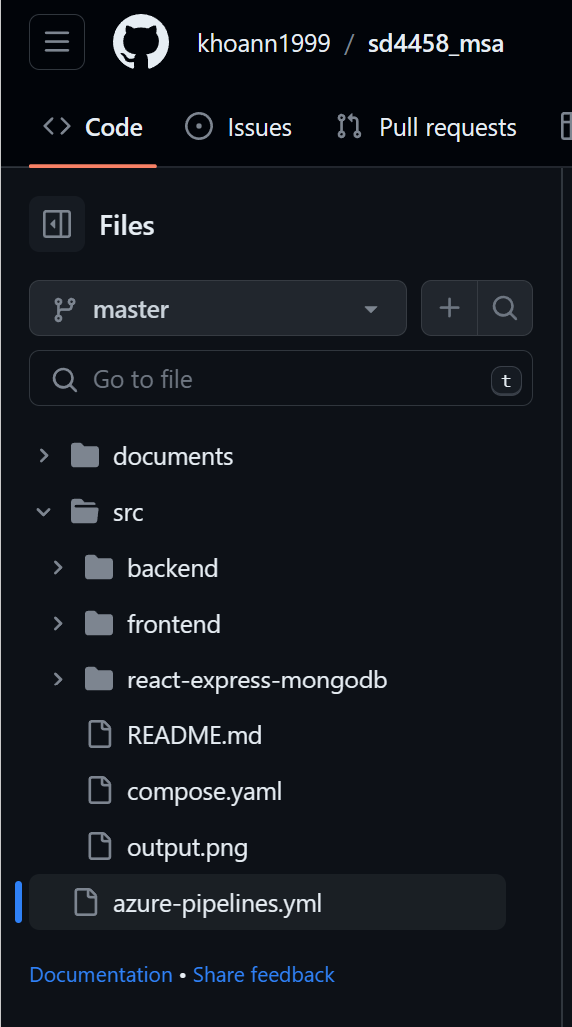 khoann1999 / sd4458_msa
<> Code Issues Pull requests
Files
master
Go to file t
documents
src
backend
frontend
react-express-mongodb
README.md
compose.yaml
output.png
azure-pipelines.yml
Documentation • Share feedback